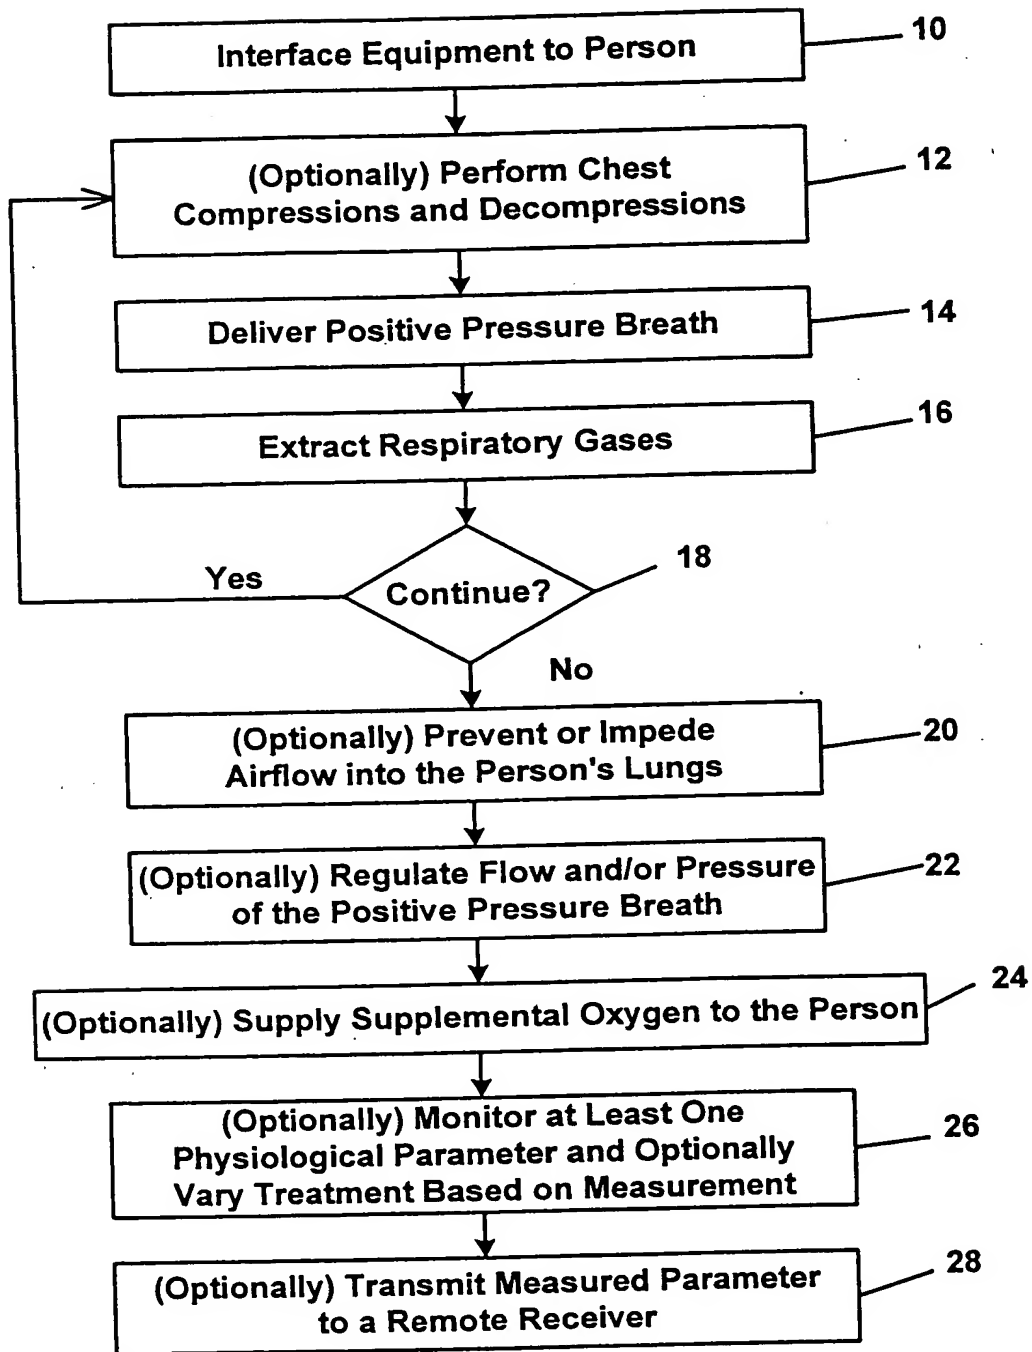 Interface Equipment to Person
10
(Optionally) Perform Chest
Compressions and Decompressions
12
Deliver Positive Pressure Breath
14
Extract Respiratory Gases
16
Continue?
18
Yes
No
(Optionally) Prevent or Impede
Airflow into the Person's Lungs
20
(Optionally) Regulate Flow and/or Pressure
of the Positive Pressure Breath
22
(Optionally) Supply Supplemental Oxygen to the Person
24
(Optionally) Monitor at Least One
Physiological Parameter and Optionally
Vary Treatment Based on Measurement
26
(Optionally) Transmit Measured Parameter
to a Remote Receiver
28